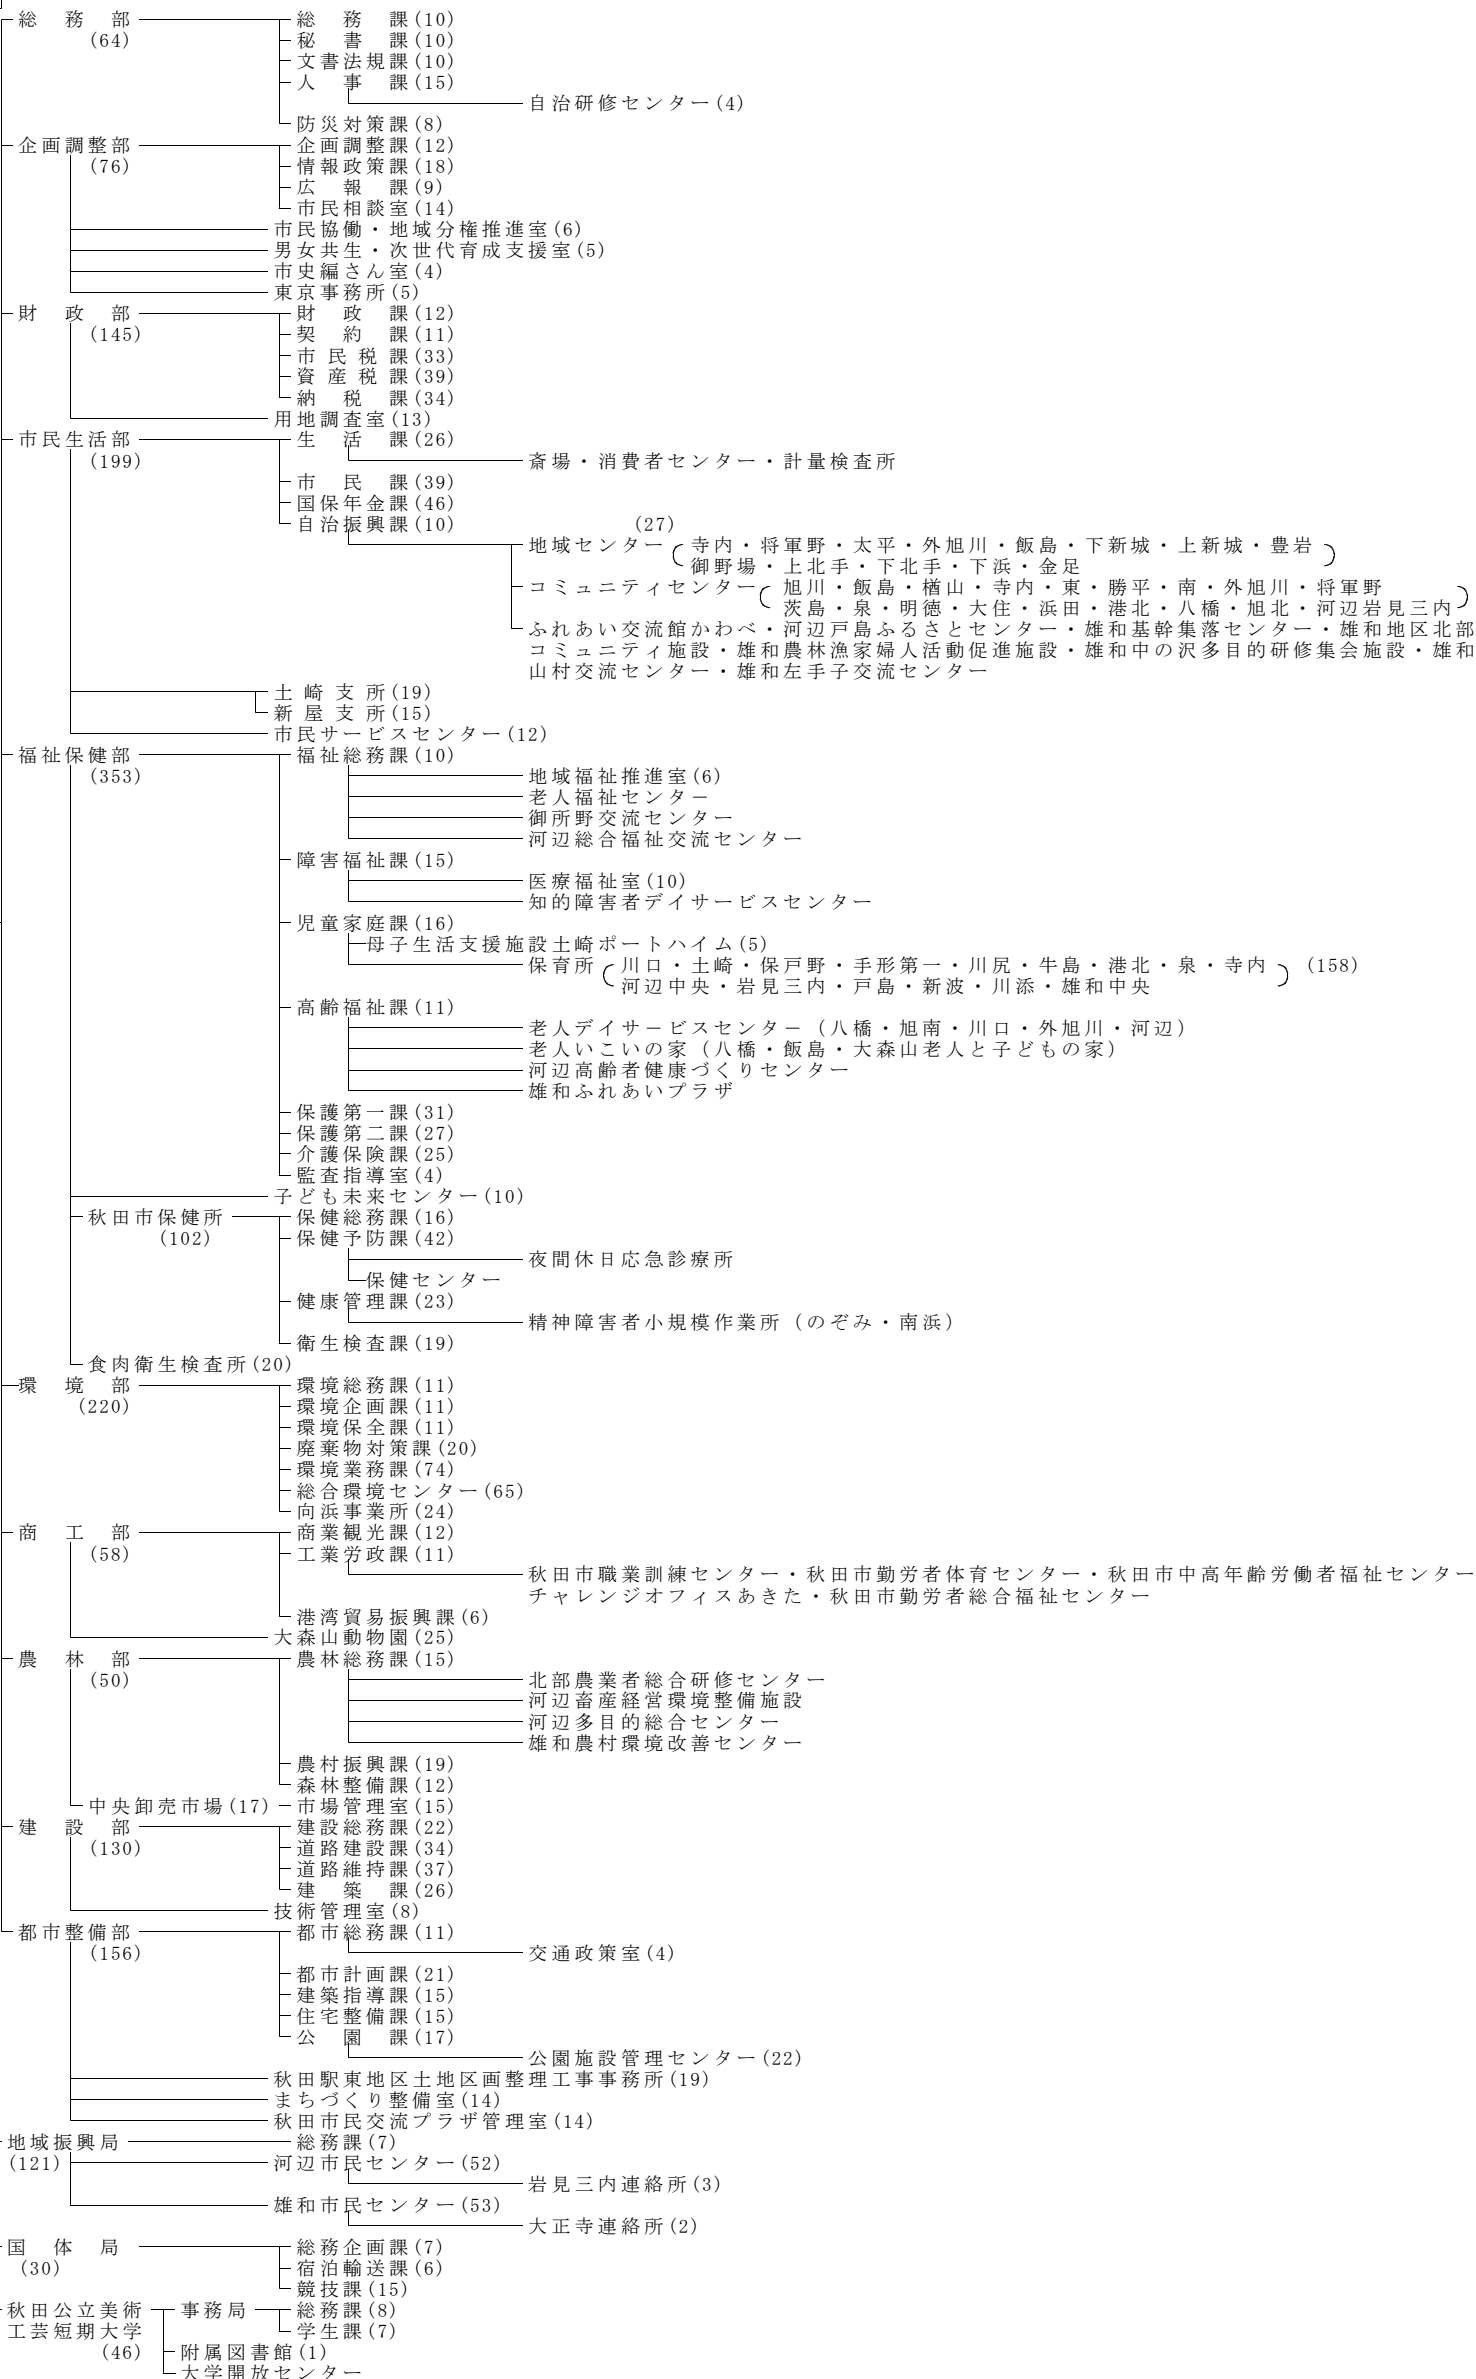 総務部 総務課(10)
(64) 秘書課(10)
文書法規課(10)
人事課(15)
自治研修センター(4)
防災対策課(8)
企画調整部 企画調整課(12)
(76) 情報政策課(18)
広報課(9)
市民相談室(14)
市民協働・地域分権推進室(6)
男女共生・次世代育成支援室(5)
市史編さん室(4)
東京事務所(5)
財政部 財政課(12)
(145) 契約課(11)
市民税課(33)
資産税課(39)
納税課(34)
用地調査室(13)
市民生活部 生活課(26)
(199) 斎場・消費者センター・計量検査所
市民課(39)
国保年金課(46)
自治振興課(10) (27)
地域センター 寺内・将軍野・太平・外旭川・飯島・下新城・上新城・豊岩
御野場・上北手・下北手・下浜・金足
コミュニティセンター 旭川・飯島・楢山・寺内・東・勝平・南・外旭川・将軍野
茨島・泉・明徳・大住・浜田・港北・八橋・旭北・河辺岩見三内
ふれあい交流館かわべ・河辺戸島ふるさとセンター・雄和基幹集落センター・雄和地区北部
コミュニティ施設・雄和農林漁家婦人活動促進施設・雄和中の沢多目的研修集会施設・雄和
山村交流センター・雄和左手子交流センター
土崎支所(19)
新屋支所(15)
市民サービスセンター(12)
福祉保健部 福祉総務課(10)
(353) 地域福祉推進室(6)
老人福祉センタ－
御所野交流センター
河辺総合福祉交流センター
障害福祉課(15)
医療福祉室(10)
知的障害者デイサービスセンター
児童家庭課(16)
母子生活支援施設土崎ポートハイム(5)
保育所 川口・土崎・保戸野・手形第一・川尻・牛島・港北・泉・寺内 (158)
河辺中央・岩見三内・戸島・新波・川添・雄和中央
高齢福祉課(11)
老人デイサ－ビスセンタ－（八橋・旭南・川口・外旭川・河辺）
老人いこいの家（八橋・飯島・大森山老人と子どもの家）
河辺高齢者健康づくりセンター
雄和ふれあいプラザ
保護第一課(31)
保護第二課(27)
介護保険課(25)
監査指導室(4)
子ども未来センター(10)
秋田市保健所 保健総務課(16)
(102) 保健予防課(42)
夜間休日応急診療所
保健センター
健康管理課(23)
精神障害者小規模作業所（のぞみ・南浜）
衛生検査課(19)
食肉衛生検査所(20)
環境部 環境総務課(11)
(220) 環境企画課(11)
環境保全課(11)
廃棄物対策課(20)
環境業務課(74)
総合環境センター(65)
向浜事業所(24)
商工部 商業観光課(12)
(58) 工業労政課(11)
秋田市職業訓練センター・秋田市勤労者体育センター・秋田市中高年齢労働者福祉センター
チャレンジオフィスあきた・秋田市勤労者総合福祉センター
港湾貿易振興課(6)
大森山動物園(25)
農林部 農林総務課(15)
(50) 北部農業者総合研修センター
河辺畜産経営環境整備施設
河辺多目的総合センター
雄和農村環境改善センター
農村振興課(19)
森林整備課(12)
中央卸売市場(17) 市場管理室(15)
建設部 建設総務課(22)
(130) 道路建設課(34)
道路維持課(37)
建築課(26)
技術管理室(8)
都市整備部 都市総務課(11)
(156) 交通政策室(4)
都市計画課(21)
建築指導課(15)
住宅整備課(15)
公園課(17)
公園施設管理センター(22)
秋田駅東地区土地区画整理工事事務所(19)
まちづくり整備室(14)
秋田市民交流プラザ管理室(14)
地域振興局 総務課(7)
(121) 河辺市民センター(52)
岩見三内連絡所(3)
雄和市民センター(53)
大正寺連絡所(2)
国体局 総務企画課(7)
(30) 宿泊輸送課(6)
競技課(15)
秋田公立美術 事務局 総務課(8)
工芸短期大学 学生課(7)
(46) 附属図書館(1)
大学開放センター